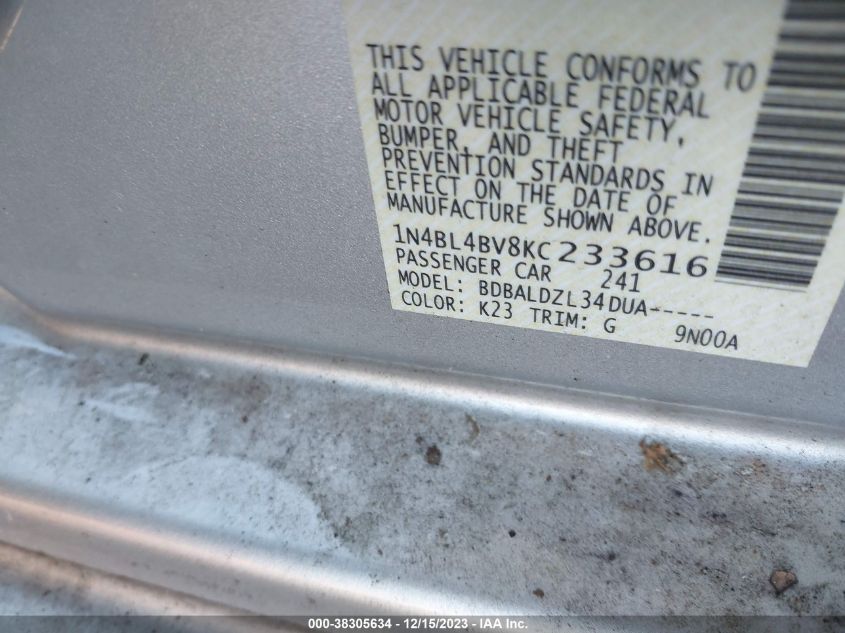 THIS VEHICLE CONFORMS TO
ALL APPLICABLE FEDERAL
MOTOR VEHICLE SAFETY,
BUMPER, AND THEFT
PREVENTION STANDARDS IN
EFFECT ON THE DATE OF
MANUFACTURE SHOWN ABOVE.
1N4BL4BV8KC233616
PASSENGER CAR 241
MODEL: BDBALDZL34DUA-----
COLOR: K23 TRIM: G 9N00A
000-38305634 - 12/15/2023 - IAA Inc.